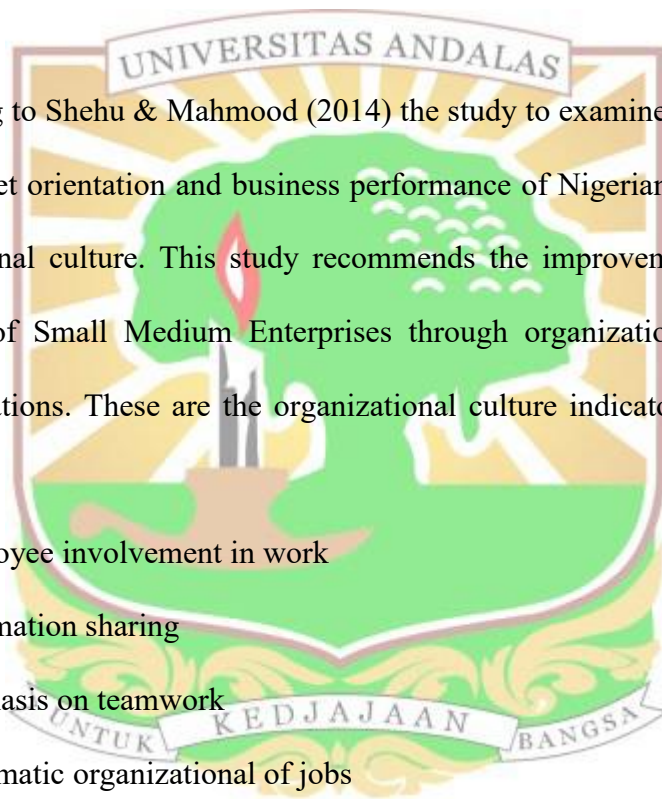 UNIVERSITAS ANDALAS
g to Shehu & Mahmood (2014) the study to examine
et orientation and business performance of Nigerian
nal culture. This study recommends the improvem
of Small Medium Enterprises through organizatio
tions. These are the organizational culture indicato
oyee involvement in work
mation sharing
asis on teamwork
UNTUK KEDJAJAAN BANGSA
matic organizational of jobs